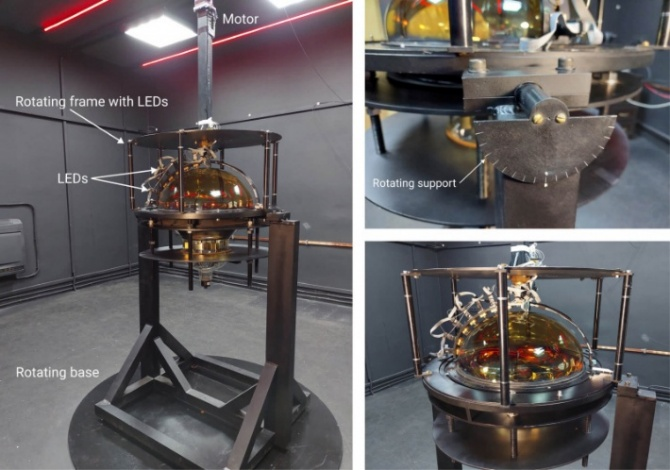 Motor
Rotating frame with LEDs
LEDs
Rotating base
Rotating support